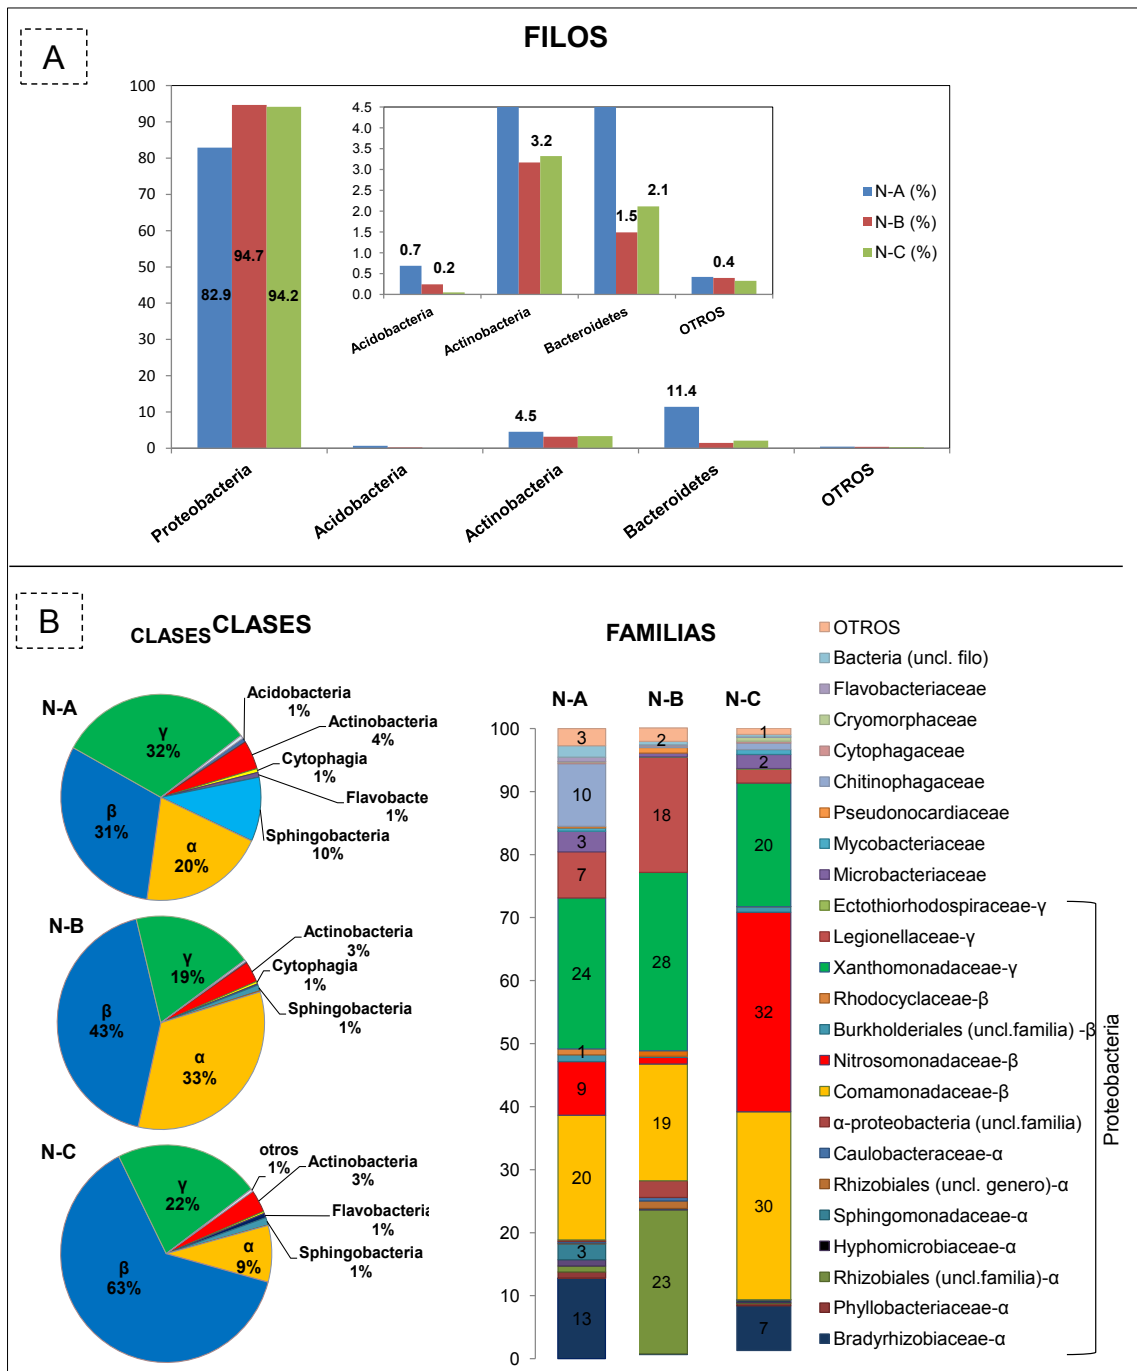 A
FILOS
100
90
80
70
60
50
40
30
20
10
0
82.9
94.7
94.2
4.5
11.4
Proteobacteria
Acidobacteria
Actinobacteria
Bacteroidetes
OTROS
4.5
4.0
3.5
3.0
2.5
2.0
1.5
1.0
0.5
0.0
0.7
0.2
3.2
1.5
2.1
0.4
Acidobacteria
Actinobacteria
Bacteroidetes
OTROS
N-A (%)
N-B (%)
N-C (%)
B
CLASES CLASES
N-A
γ
32%
β
31%
α
20%
Acidobacteria
1%
Actinobacteria
4%
Cytophagia
1%
Flavobacte
1%
Sphingobacteria
10%
N-B
γ
19%
β
43%
α
33%
Actinobacteria
3%
Cytophagia
1%
Sphingobacteria
1%
N-C
γ
22%
β
63%
α
9%
otros
1%
Actinobacteria
3%
Flavobacteria
1%
Sphingobacteria
1%
FAMILIAS
N-A
N-B
N-C
100
90
80
70
60
50
40
30
20
10
0
3
10
3
7
24
1
9
20
3
13
2
18
28
19
23
1
2
20
32
30
7
OTROS
Bacteria (uncl. filo)
Flavobacteriaceae
Cryomorphaceae
Cytophagaceae
Chitinophagaceae
Pseudonocardiaceae
Mycobacteriaceae
Microbacteriaceae
Ectothiorhodospiraceae-γ
Legionellaceae-γ
Xanthomonadaceae-γ
Rhodocyclaceae-β
Burkholderiales (uncl.familia) -β
Nitrosomonadaceae-β
Comamonadaceae-β
α-proteobacteria (uncl.familia)
Caulobacteraceae-α
Rhizobiales (uncl. genero)-α
Sphingomonadaceae-α
Hyphomicrobiaceae-α
Rhizobiales (uncl.familia)-α
Phyllobacteriaceae-α
Bradyrhizobiaceae-α
Proteobacteria